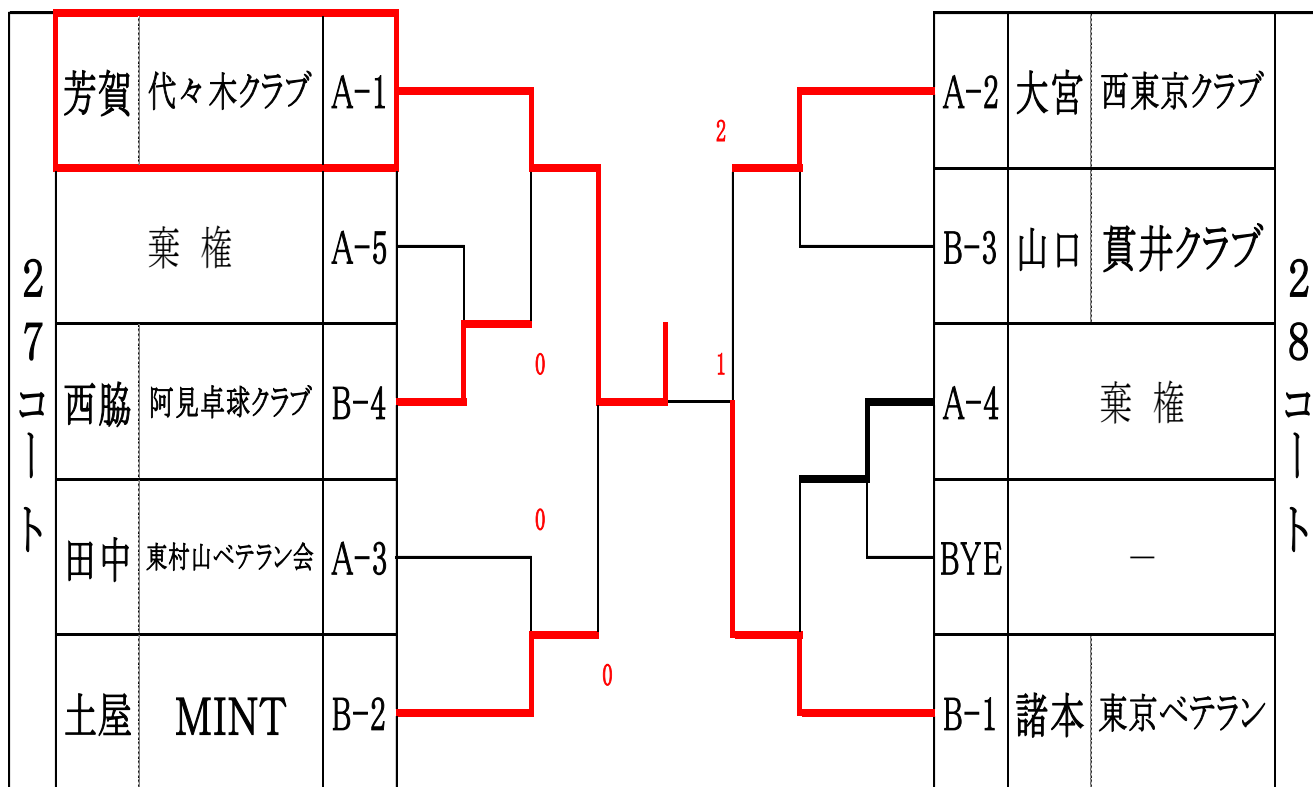 27コート
芳賀 代々木クラブ A-1
棄権 A-5
西脇 阿見卓球クラブ B-4
田中 東村山ベテラン会 A-3
土屋 MINT B-2
0
0
0
2
1
A-2 大宮 西東京クラブ
B-3 山口 貫井クラブ
A-4 棄権
BYE －
B-1 諸本 東京ベテラン
28コート